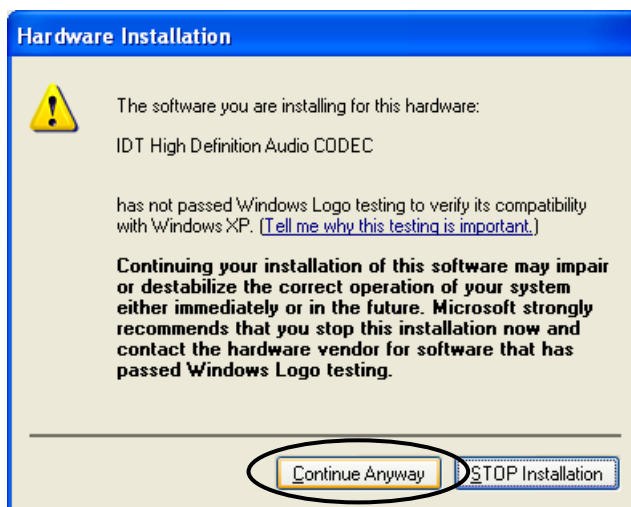 Hardware Installation
The software you are installing for this hardware:
IDT High Definition Audio CODEC
has not passed Windows Logo testing to verify its compatibility
with Windows XP. (Tell me why this testing is important.)
Continuing your installation of this software may impair
or destabilize the correct operation of your system
either immediately or in the future. Microsoft strongly
recommends that you stop this installation now and
contact the hardware vendor for software that has
passed Windows Logo testing.
Continue Anyway STOP Installation